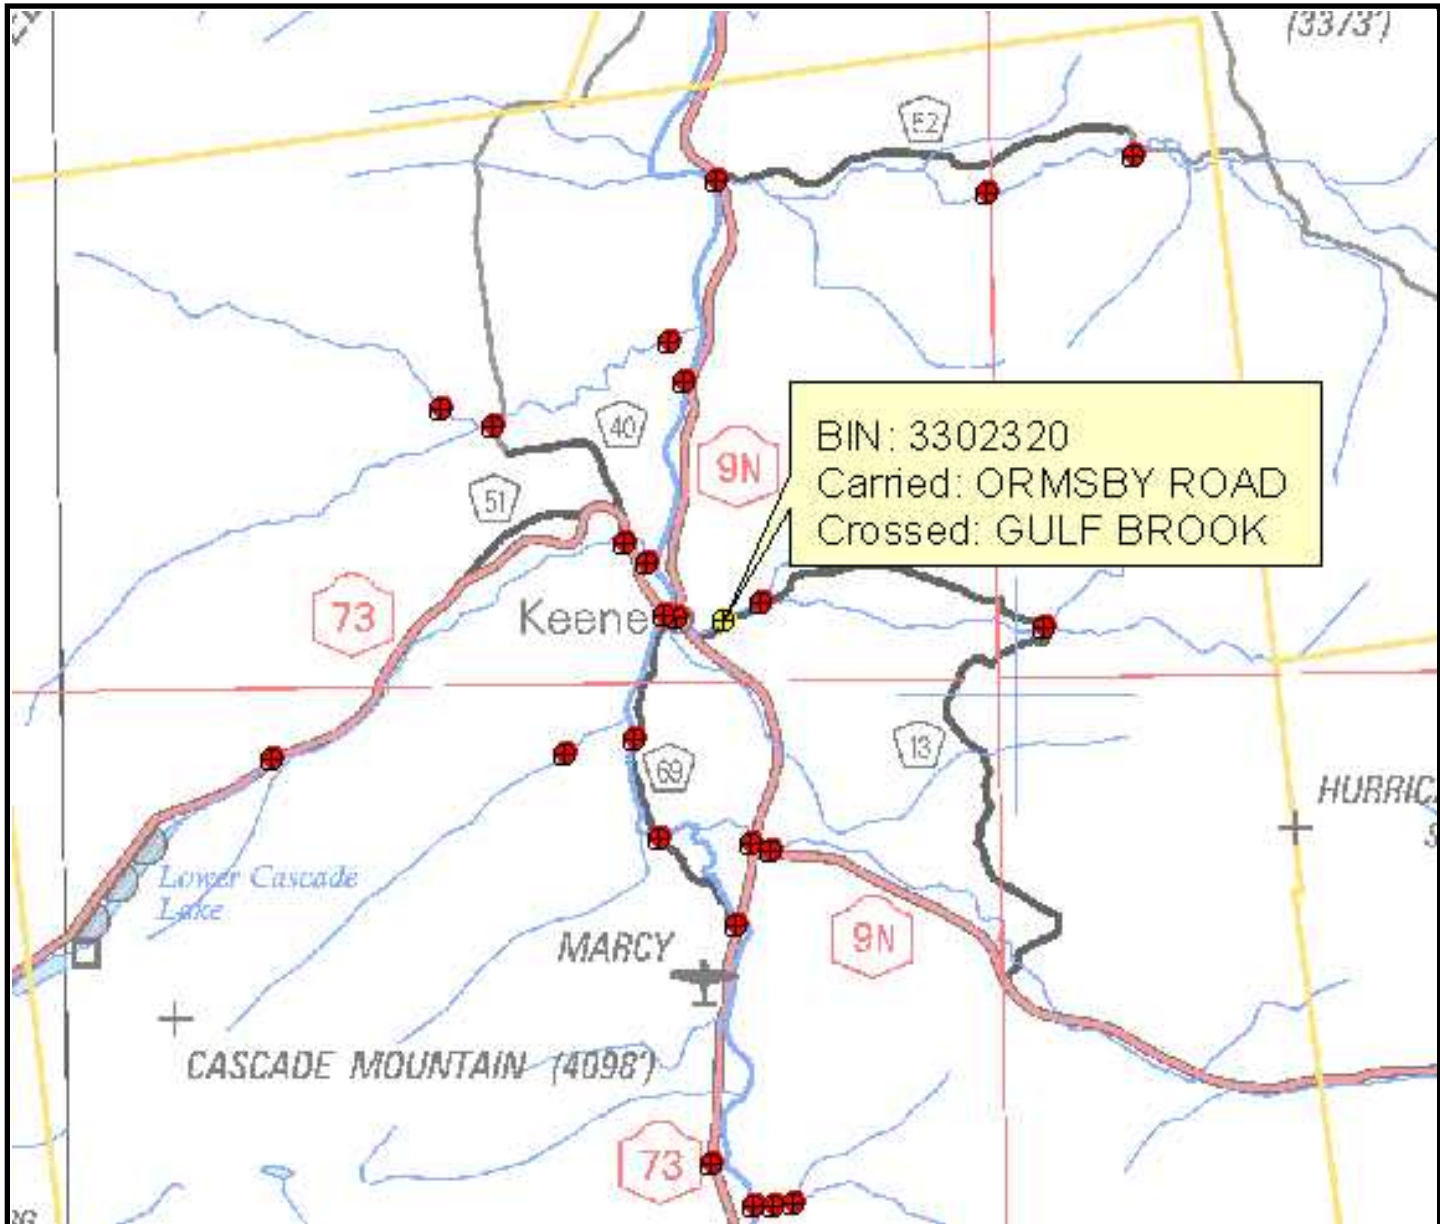 (3373')
52
40
9N
51
BIN: 3302320
Carried: ORMSBY ROAD
Crossed: GULF BROOK
73
Keene
13
69
Lower Cascade
Lake
MARCY
9N
CASCADE MOUNTAIN (4098')
73